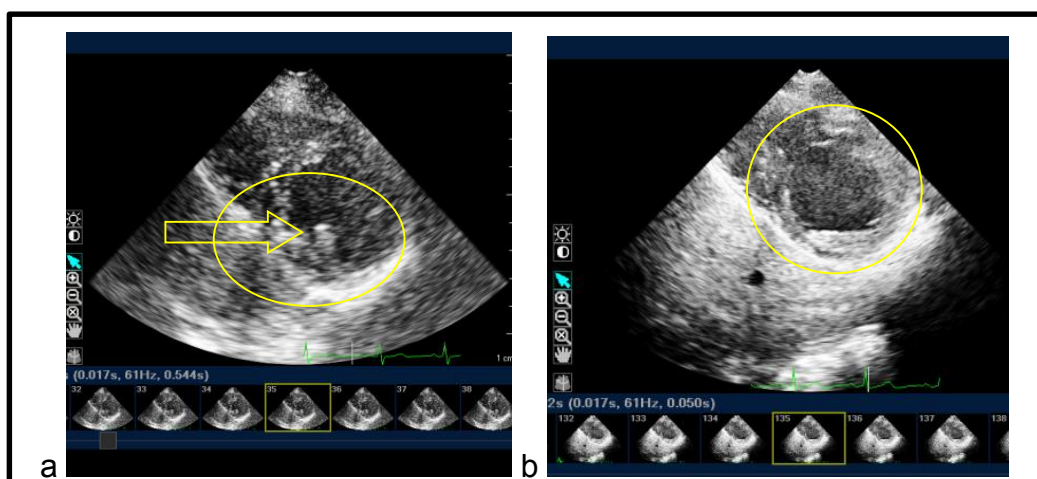 1 cm
s (0.017s, 61Hz, 0.544s)
32 33 34 35 36 37 38
a
2s (0.017s, 61Hz, 0.050s)
132 133 134 135 136 137 138
b